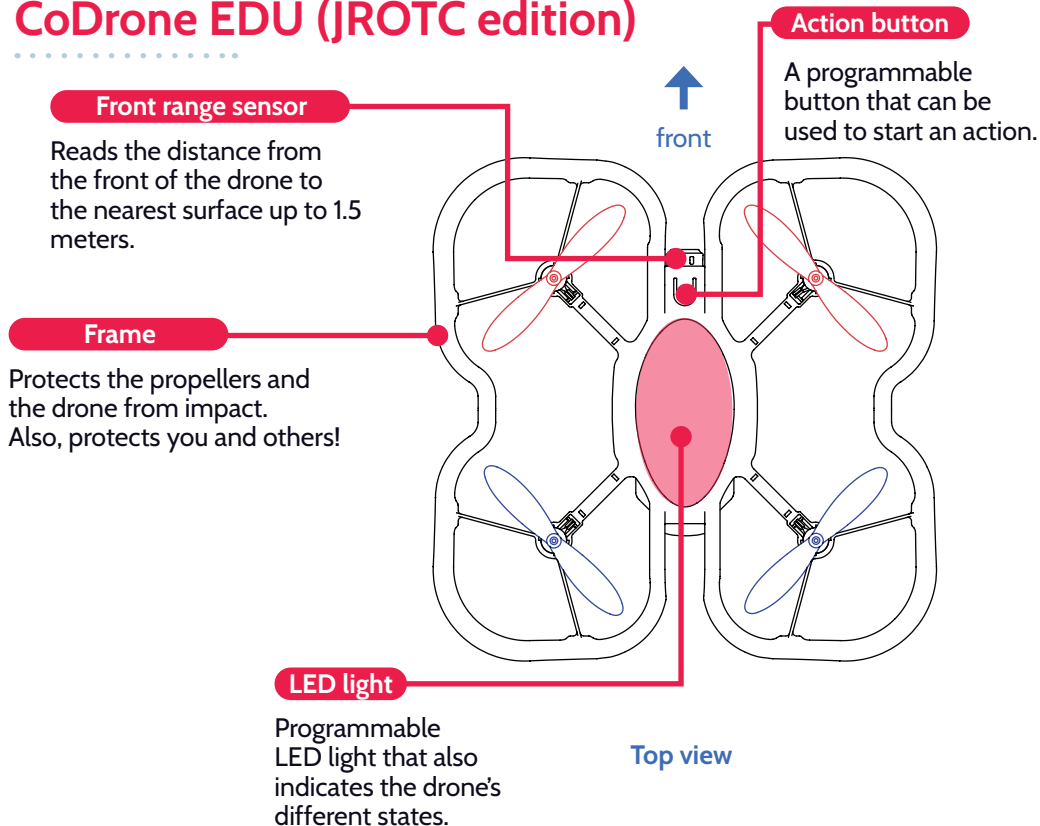 CoDrone EDU (JROTC edition)
Action button
A programmable
button that can be
used to start an action.
Front range sensor
Reads the distance from
the front of the drone to
the nearest surface up to 1.5
meters.
front
Frame
Protects the propellers and
the drone from impact.
Also, protects you and others!
LED light
Programmable
LED light that also
indicates the drone's
different states.
Top view